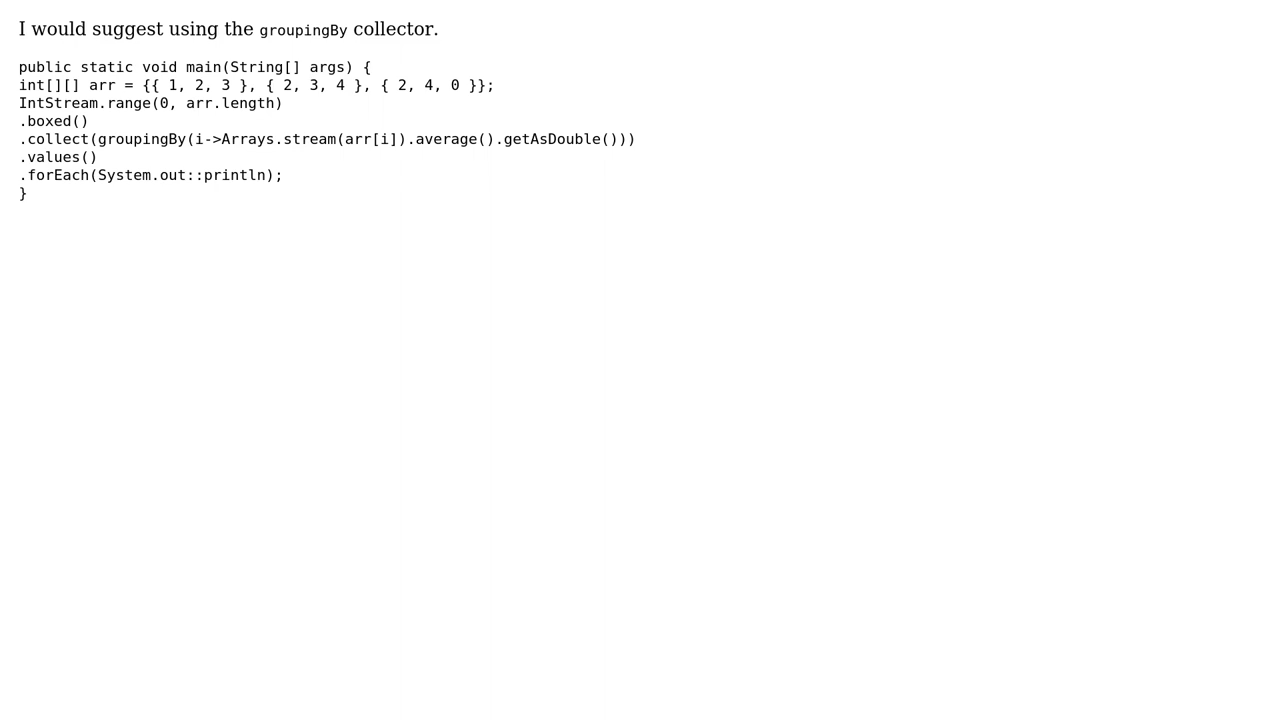 I would suggest using the groupingBy collector.
public static void main(String[] args) {
int[][] arr = {{ 1, 2, 3 }, { 2, 3, 4 }, { 2, 4, 0 }};
IntStream.range(0, arr.length)
.boxed()
.collect(groupingBy(i->Arrays.stream(arr[i]).average().getAsDouble()))
.values()
.forEach(System.out::println);
}